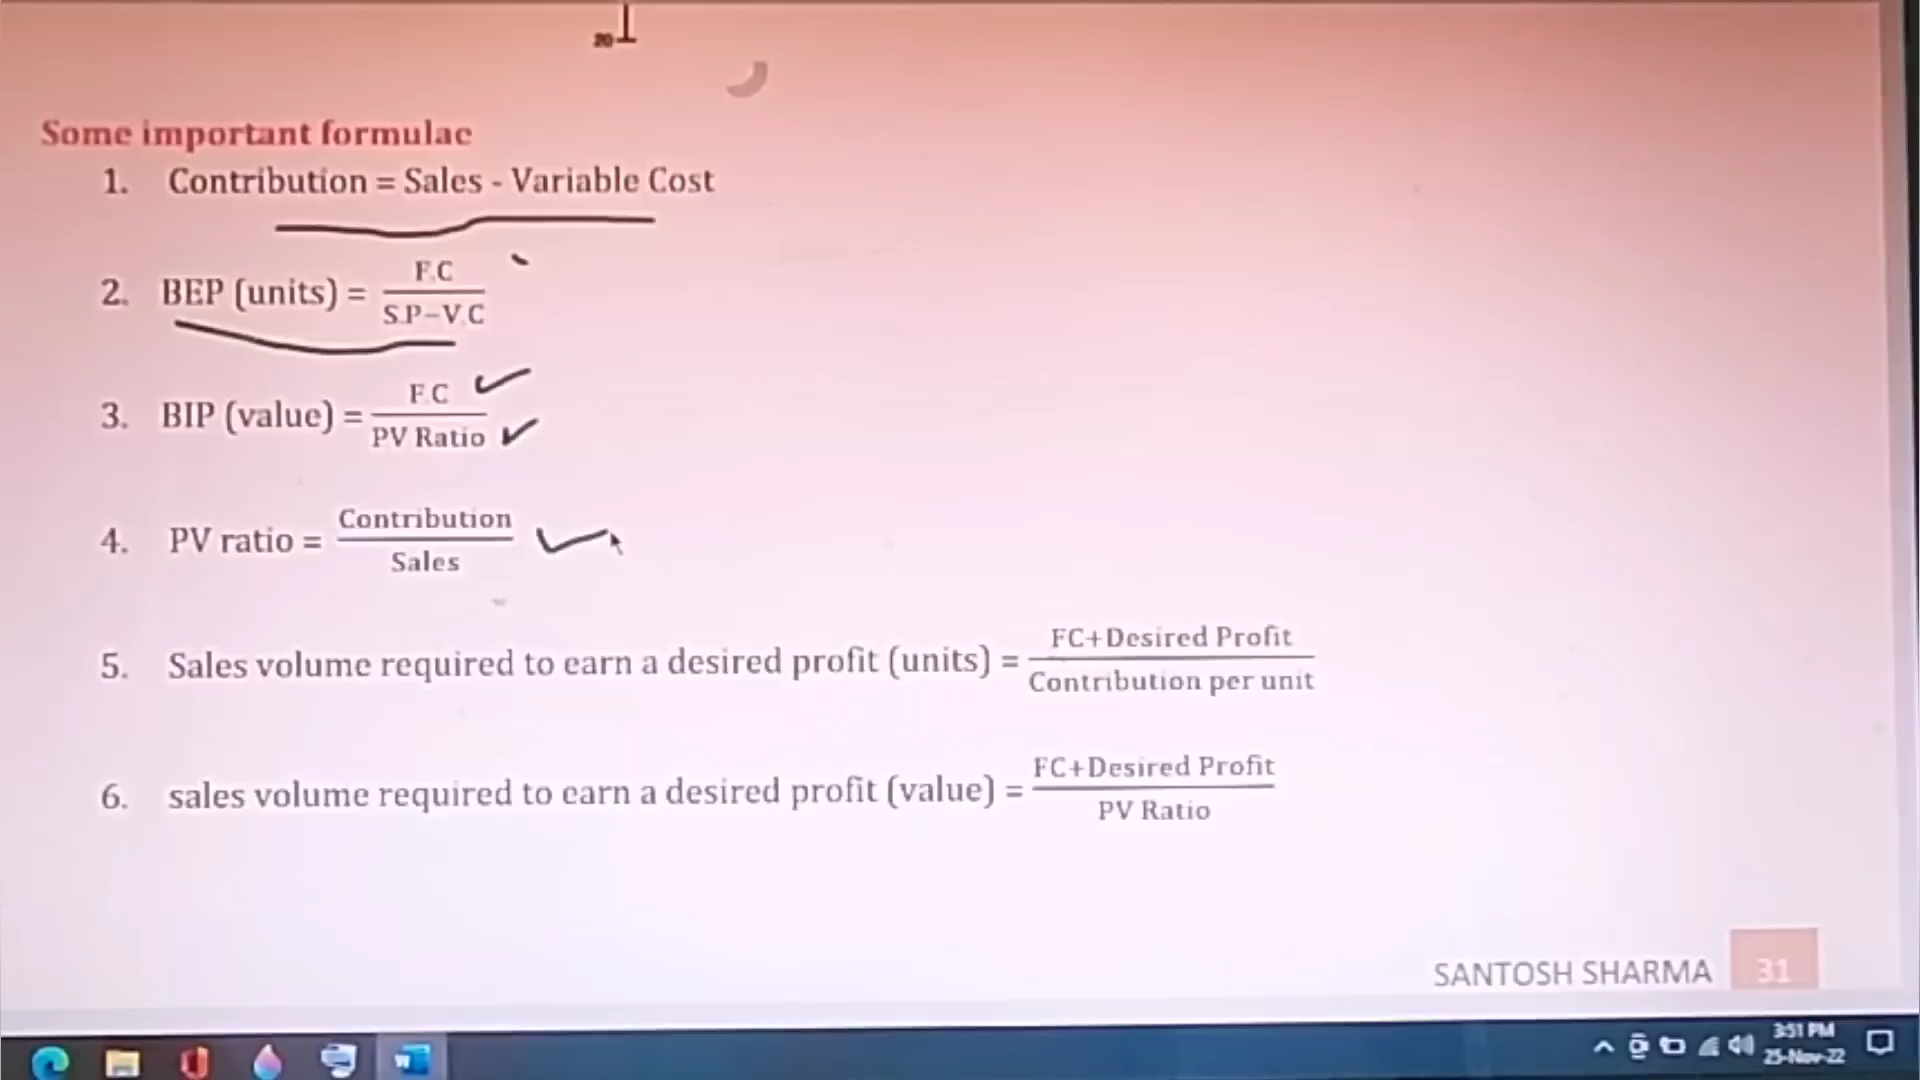 20
Some important formulae
1. Contribution = Sales - Variable Cost
2. BEP (units) = F.C / S.P-V.C
3. BIP (value) = F.C / PV Ratio
4. PV ratio = Contribution / Sales
5. Sales volume required to earn a desired profit (units) = FC+Desired Profit / Contribution per unit
6. sales volume required to earn a desired profit (value) = FC+Desired Profit / PV Ratio
SANTOSH SHARMA 31
3:51 PM
25-Nov-22